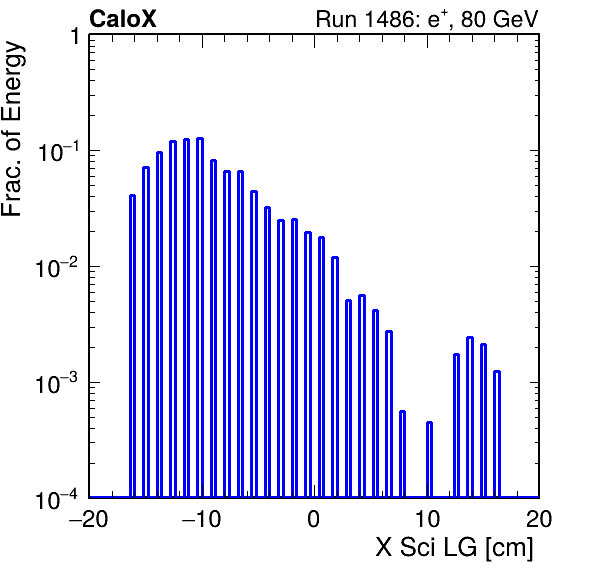 CaloX Run 1486: e⁺, 80 GeV
Frac. of Energy
1
10⁻¹
10⁻²
10⁻³
10⁻⁴
−20 −10 0 10 20
X Sci LG [cm]